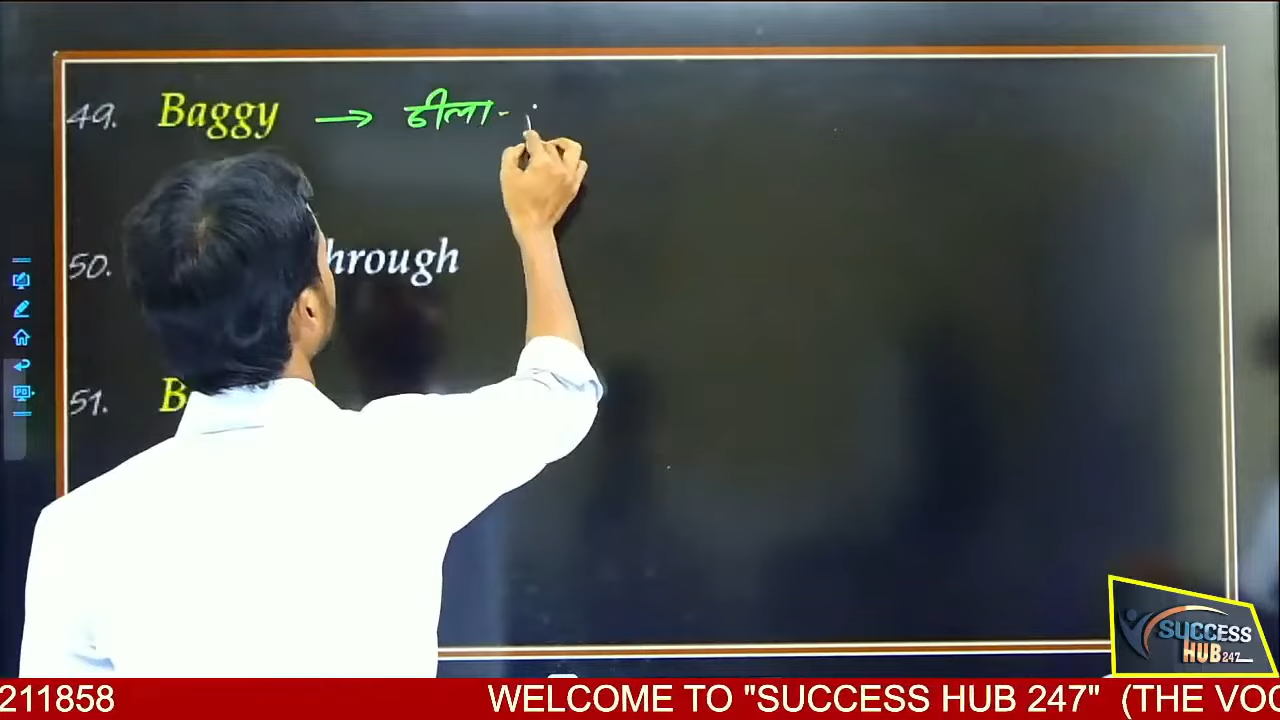 49. Baggy → ढीला-
50. hrough
51. B
SUCCESS
HUB 247
211858 WELCOME TO "SUCCESS HUB 247" (THE VOC